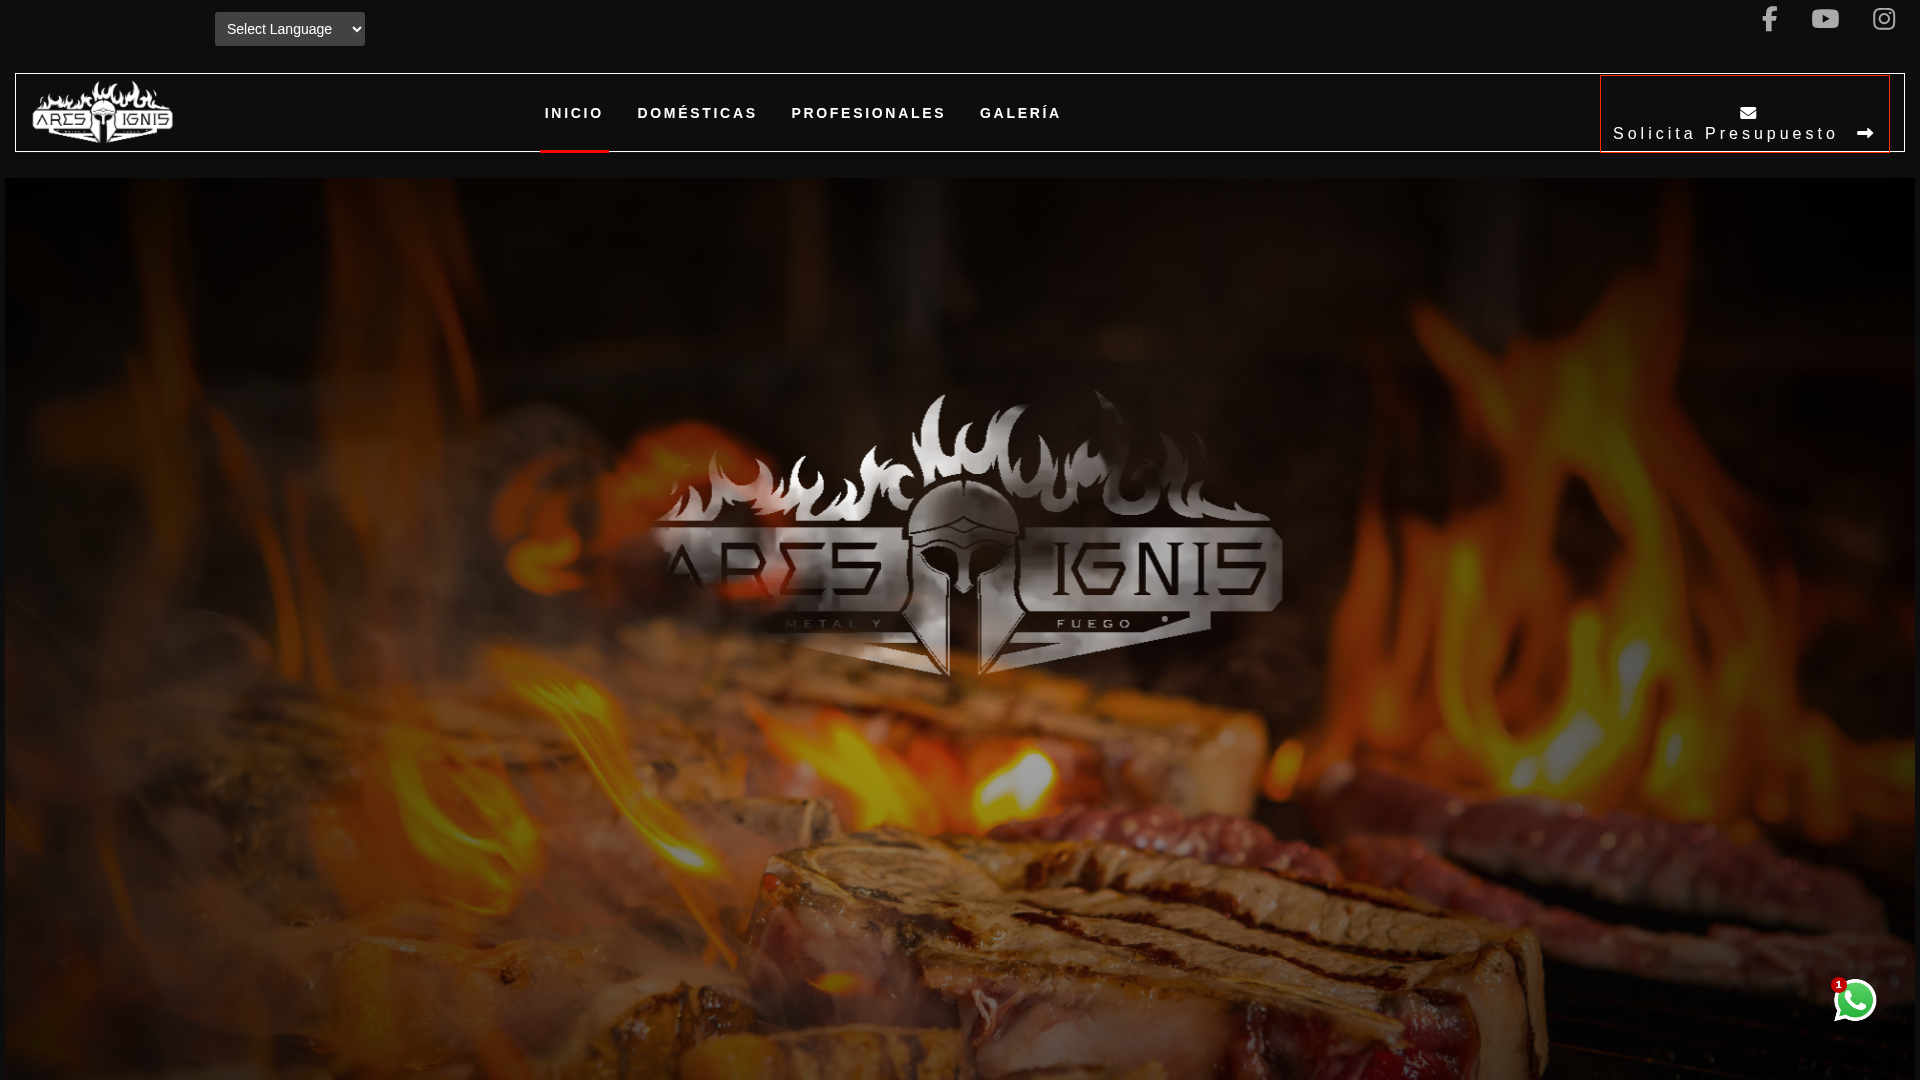 Select Language
ARES IGNIS
INICIO
DOMÉSTICAS
PROFESIONALES
GALERÍA
Solicita Presupuesto
ARES IGNIS
METAL Y FUEGO
1